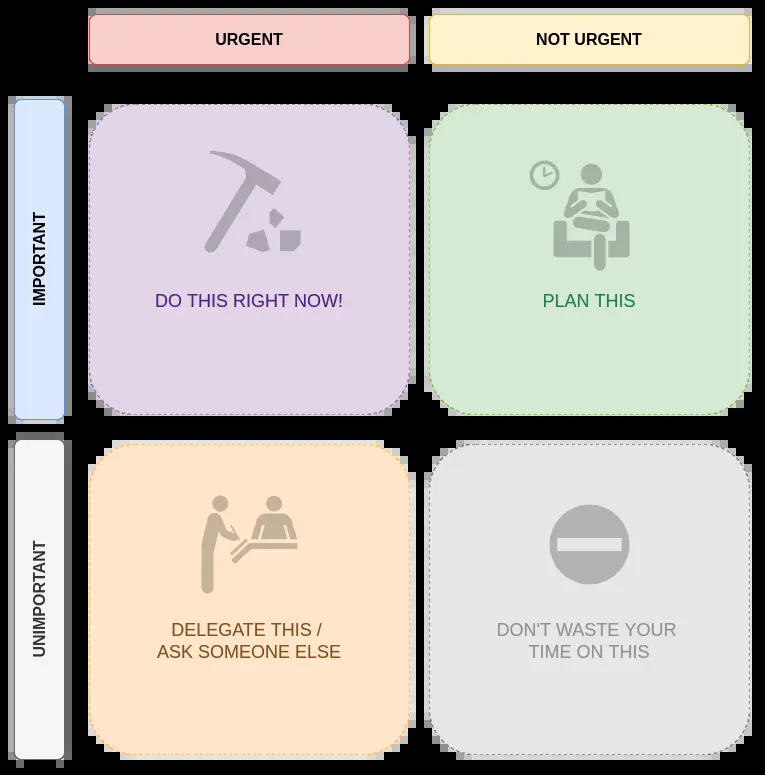 URGENT
NOT URGENT
IMPORTANT
DO THIS RIGHT NOW!
PLAN THIS
UNIMPORTANT
DELEGATE THIS /
ASK SOMEONE ELSE
DON'T WASTE YOUR
TIME ON THIS